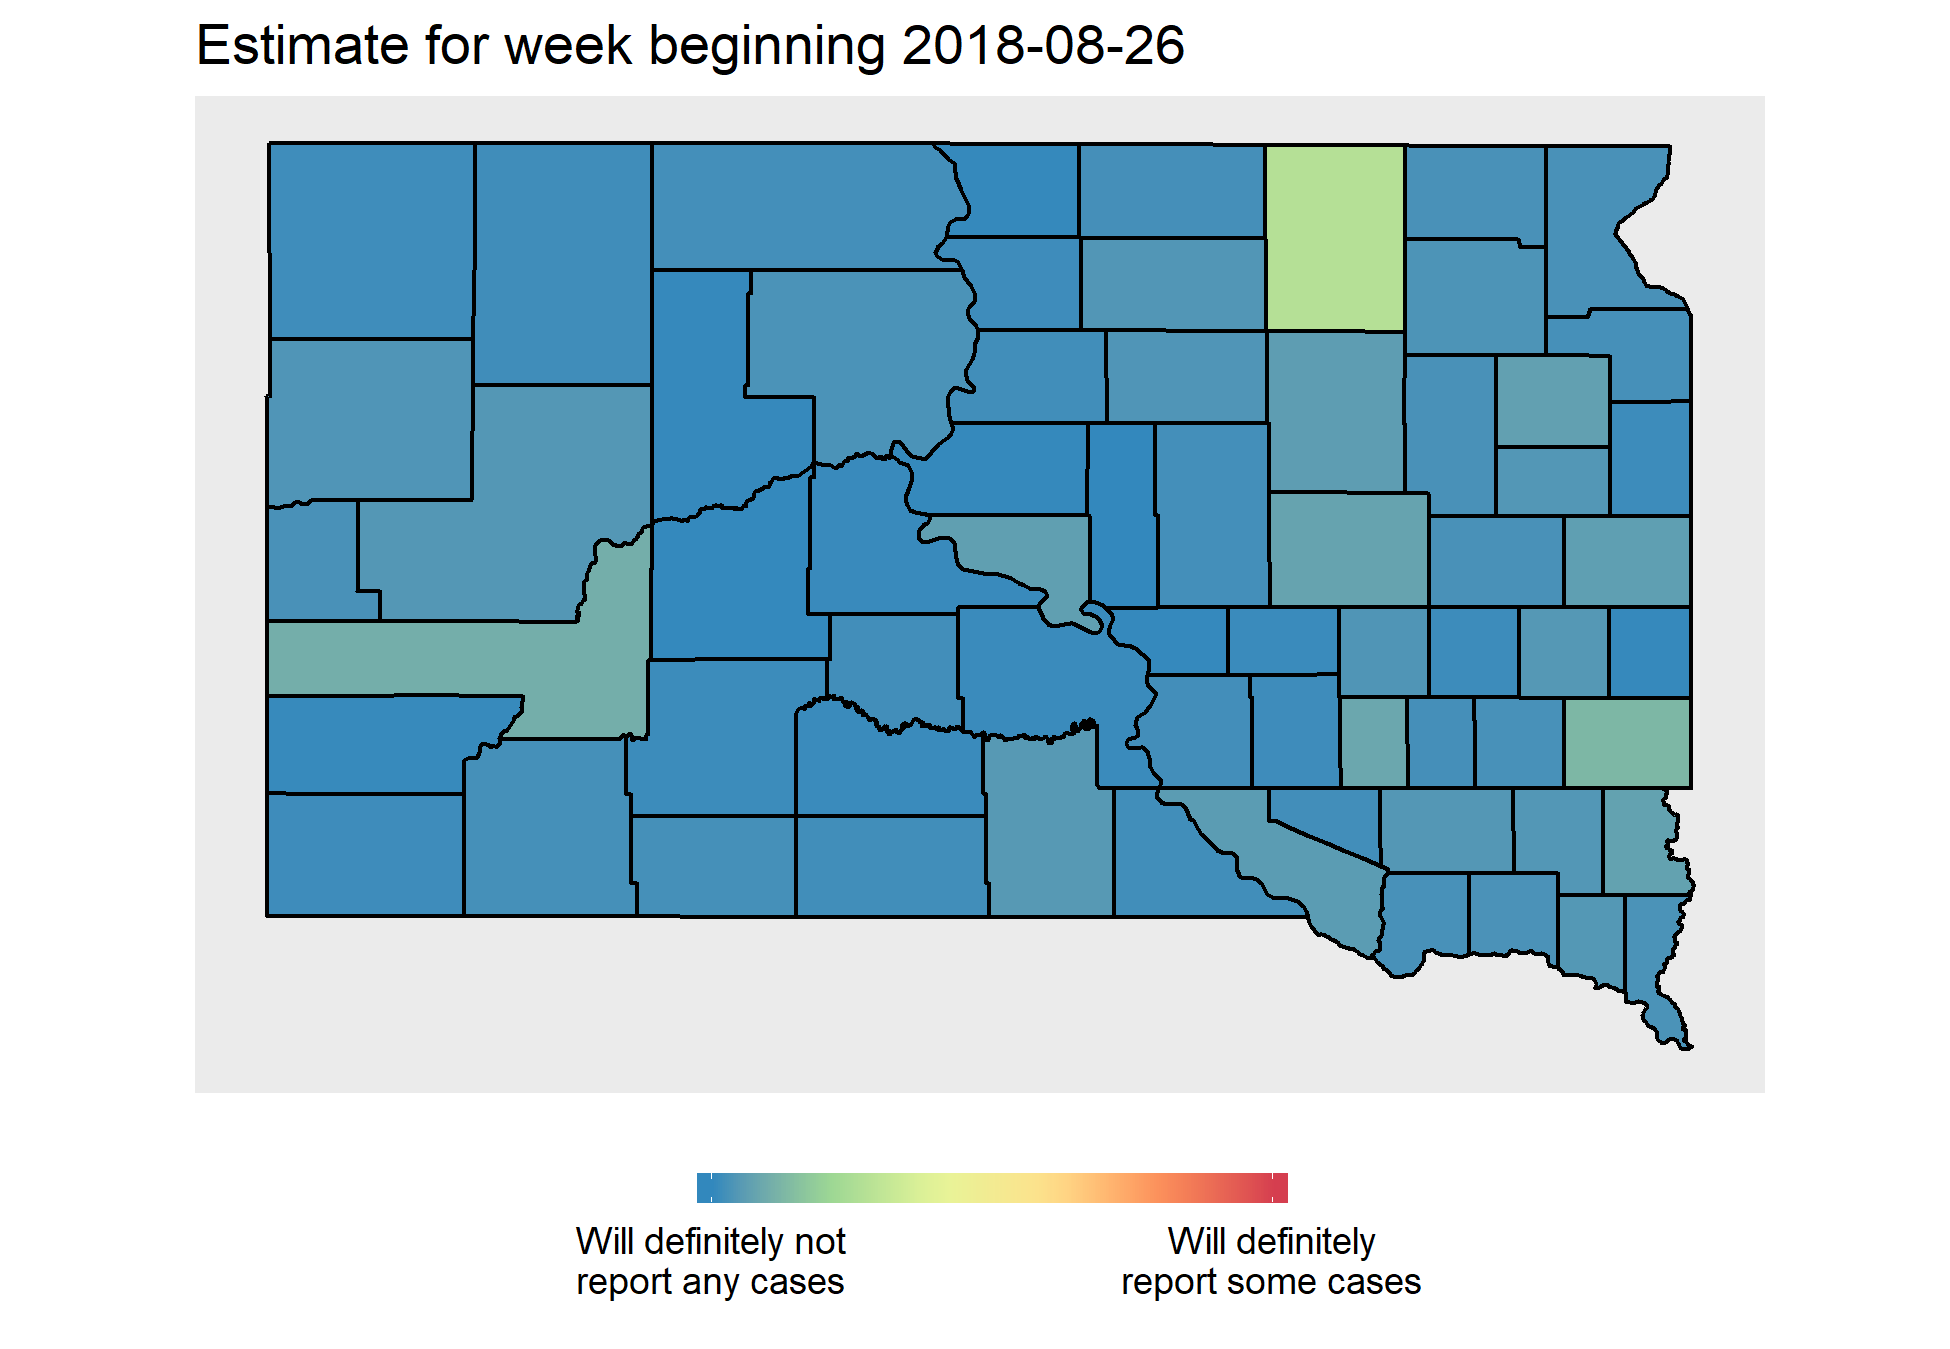 Estimate for week beginning 2018-08-26
Will definitely not
report any cases
Will definitely
report some cases